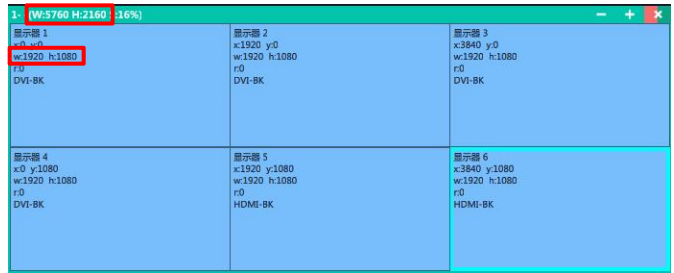 1- (W:5760 H:2160 S:16%)
显示器 1
x:0 y:0
w:1920 h:1080
r:0
DVI-BK
显示器 2
x:1920 y:0
w:1920 h:1080
r:0
DVI-BK
显示器 3
x:3840 y:0
w:1920 h:1080
r:0
DVI-BK
显示器 4
x:0 y:1080
w:1920 h:1080
r:0
DVI-BK
显示器 5
x:1920 y:1080
w:1920 h:1080
r:0
HDMI-BK
显示器 6
x:3840 y:1080
w:1920 h:1080
r:0
HDMI-BK